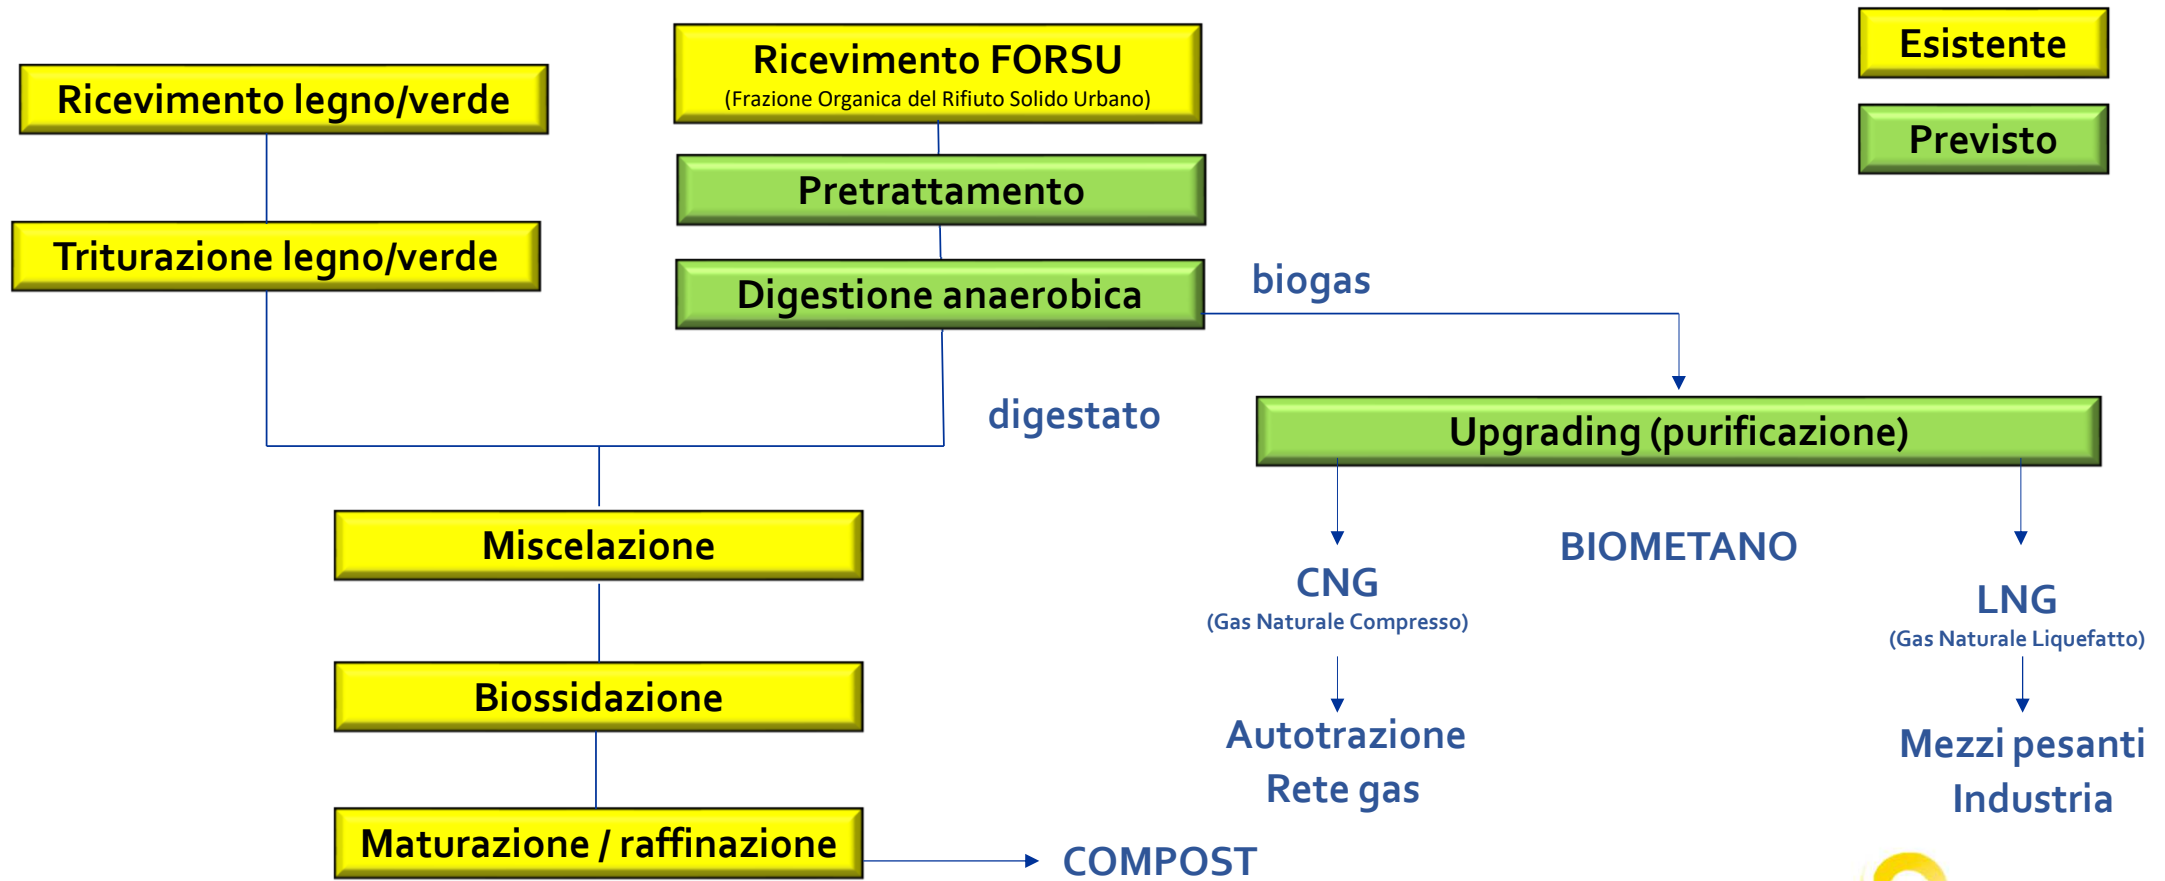 Ricevimento legno/verde
Triturazione legno/verde
Ricevimento FORSU
(Frazione Organica del Rifiuto Solido Urbano)
Pretrattamento
Digestione anaerobica
Esistente
Previsto
biogas
digestato
Upgrading (purificazione)
Miscelazione
Biossidazione
Maturazione / raffinazione
COMPOST
BIOMETANO
CNG
(Gas Naturale Compresso)
Autotrazione
Rete gas
LNG
(Gas Naturale Liquefatto)
Mezzi pesanti
Industria